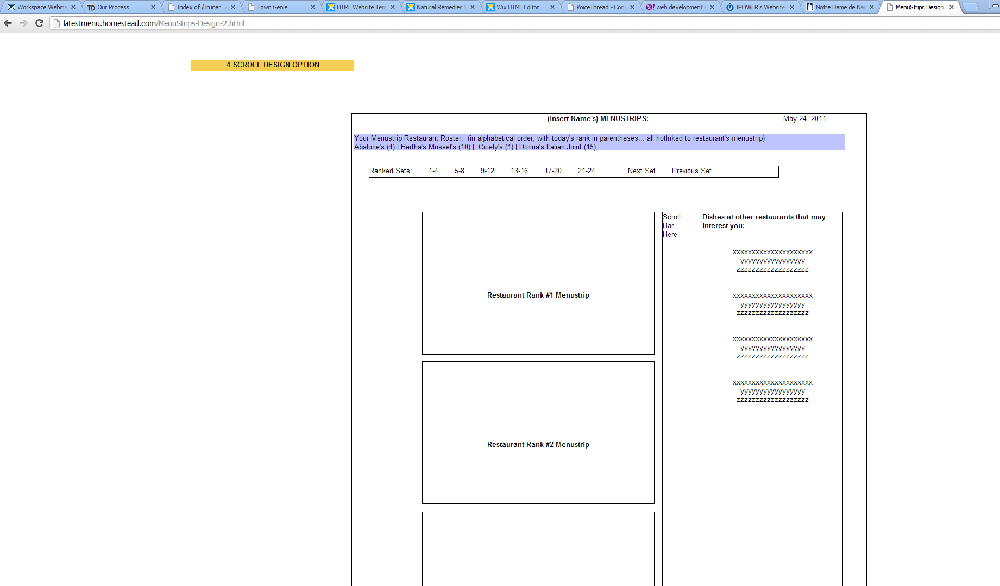 Workspace Webma
Our Process
Index of /Bruner_
Town Genie
HTML Website Tem
Natural Remedies
Wix HTML Editor
VoiceThread - Con
web development
IPOWER's Website
Notre Dame de Na
MenuStrips Design
latestmenu.homestead.com/MenuStrips-Design-2.html
4-SCROLL DESIGN OPTION
(insert Name's) MENUSTRIPS:
May 24, 2011
Your Menustrip Restaurant Roster:  (in alphabetical order, with today's rank in parentheses... all hotlnked to restaurant's menustrip)
Abalone's (4) | Bertha's Mussel's (10) |  Cicely's (1) | Donna's Italian Joint (15)....
Ranked Sets: 1-4 5-8 9-12 13-16 17-20 21-24 Next Set Previous Set
Scroll
Bar
Here
Dishes at other restaurants that may
interest you:
xxxxxxxxxxxxxxxxxxxxx
yyyyyyyyyyyyyyyyy
zzzzzzzzzzzzzzzzzzz
xxxxxxxxxxxxxxxxxxxxx
yyyyyyyyyyyyyyyyy
zzzzzzzzzzzzzzzzzzz
xxxxxxxxxxxxxxxxxxxxx
yyyyyyyyyyyyyyyyy
zzzzzzzzzzzzzzzzzzz
xxxxxxxxxxxxxxxxxxxxx
yyyyyyyyyyyyyyyyy
zzzzzzzzzzzzzzzzzzz
Restaurant Rank #1 Menustrip
Restaurant Rank #2 Menustrip